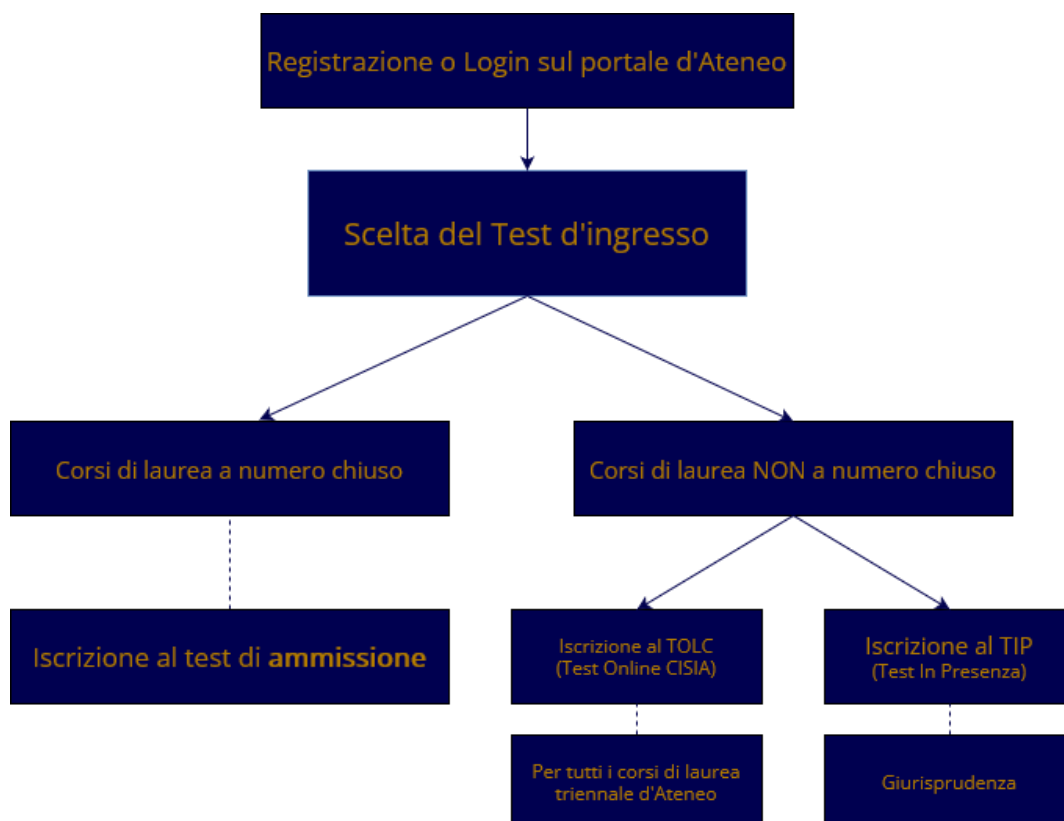 Registrazione o Login sul portale d'Ateneo
Scelta del Test d'ingresso
Corsi di laurea a numero chiuso
Corsi di laurea NON a numero chiuso
Iscrizione al test di ammissione
Iscrizione al TOLC
(Test Online CISIA)
Iscrizione al TIP
(Test In Presenza)
Per tutti i corsi di laurea
triennale d'Ateneo
Giurisprudenza